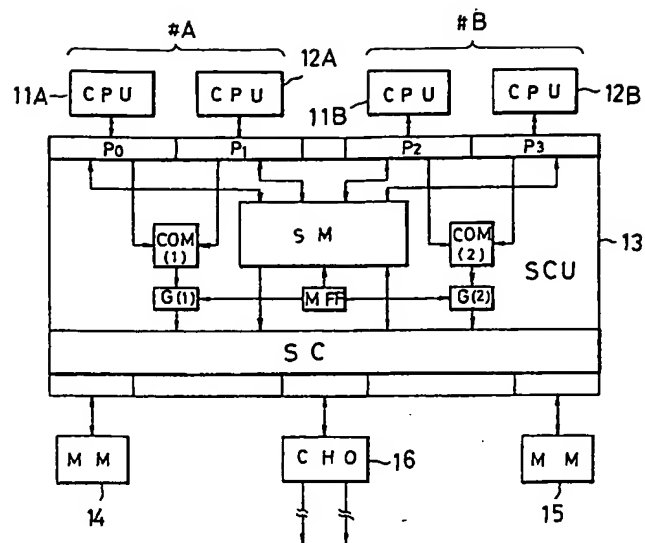 #A #B
12A
11A CPU CPU 11B CPU CPU 12B
P0 P1 P2 P3
COM (1) SM COM (2) 13
SCU
G(1) MFF G(2)
SC
MM CHO 16 MM
14 15